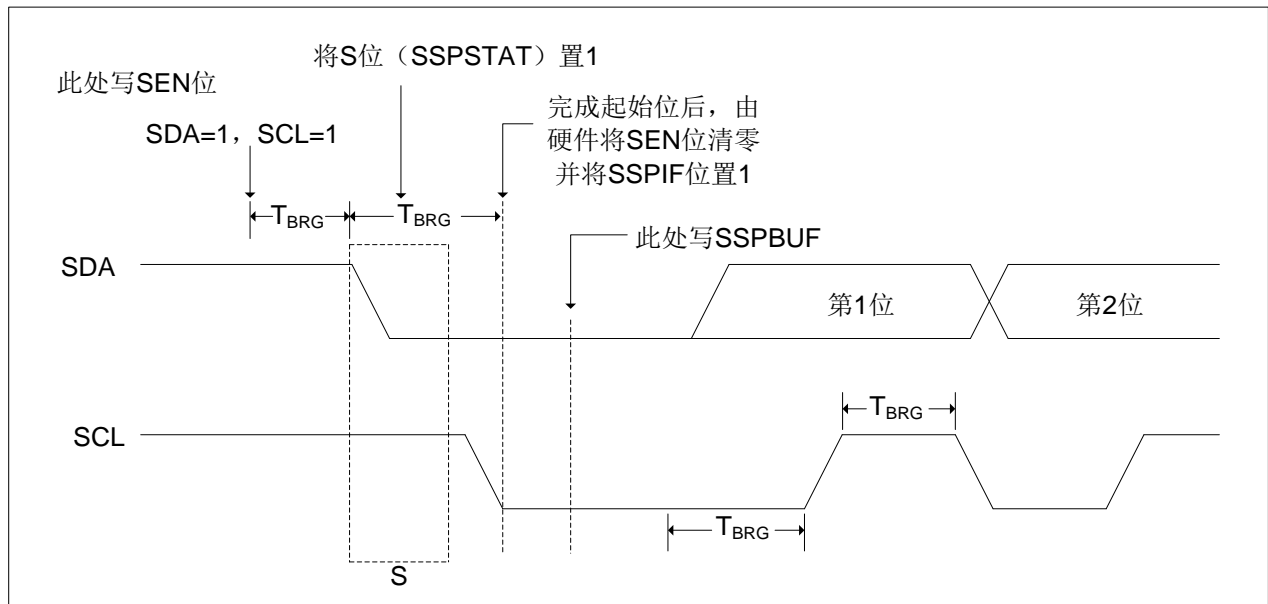 将S位（SSPSTAT）置1
此处写SEN位
SDA=1，SCL=1
完成起始位后，由
硬件将SEN位清零
并将SSPIF位置1
TBRG
TBRG
此处写SSPBUF
SDA
第1位
第2位
TBRG
SCL
TBRG
S